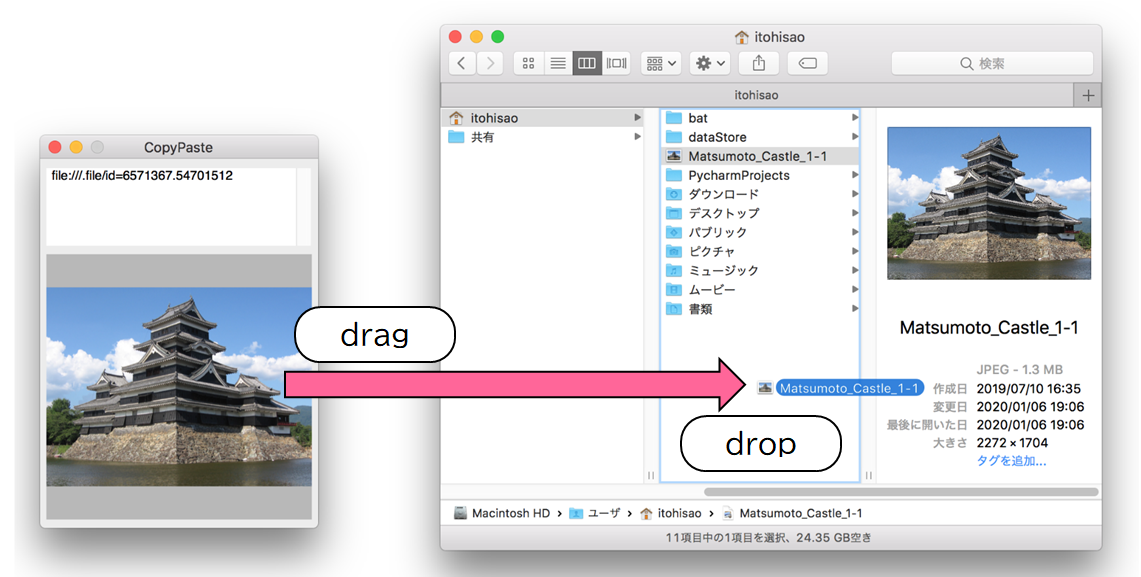 CopyPaste
file:///.file/id=6571367.54701512
drag
itohisao
検索
itohisao
itohisao
共有
bat
dataStore
Matsumoto_Castle_1-1
PycharmProjects
ダウンロード
デスクトップ
パブリック
ピクチャ
ミュージック
ムービー
書類
Matsumoto_Castle_1-1
drop
Matsumoto_Castle_1-1
JPEG - 1.3 MB
作成日 2019/07/10 16:35
変更日 2020/01/06 19:06
最後に開いた日 2020/01/06 19:06
大きさ 2272 × 1704
タグを追加...
Macintosh HD › ユーザ › itohisao › Matsumoto_Castle_1-1
11項目中の1項目を選択、24.35 GB空き